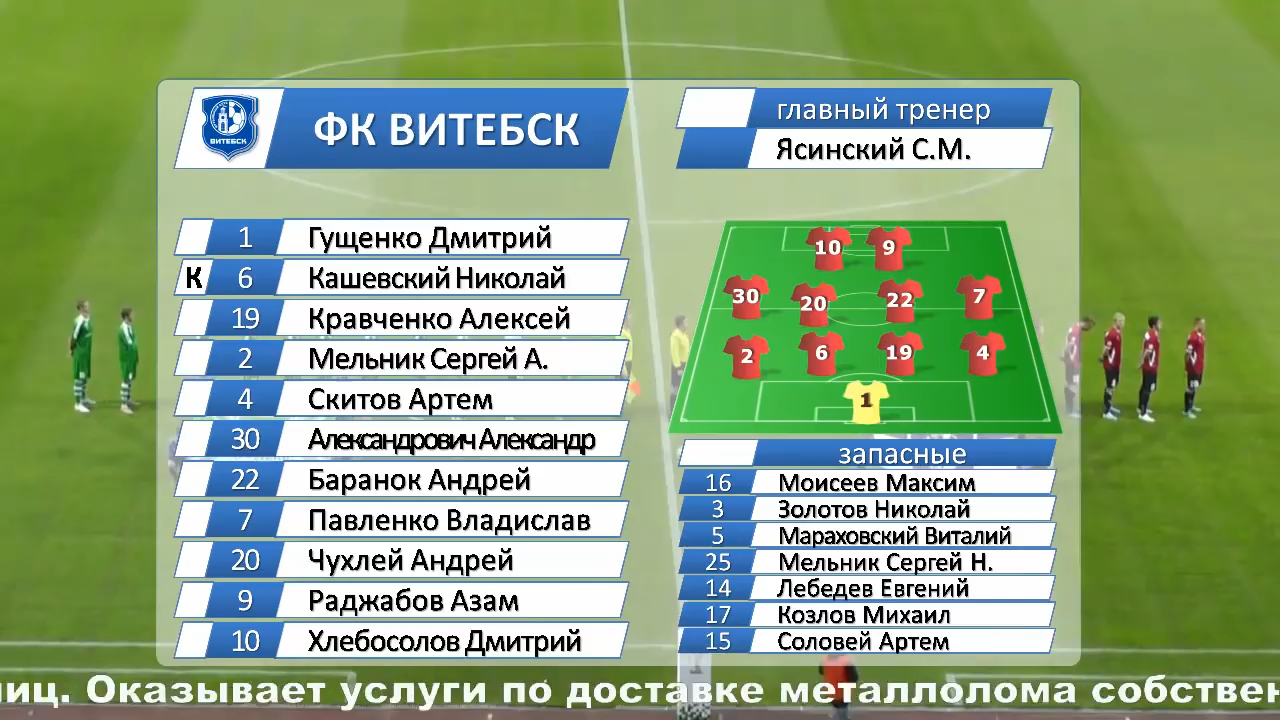 ВИТЕБСК
ФК ВИТЕБСК
главный тренер
Ясинский С.М.
1 Гущенко Дмитрий
К 6 Кашевский Николай
19 Кравченко Алексей
2 Мельник Сергей А.
4 Скитов Артем
30 Александрович Александр
22 Баранок Андрей
7 Павленко Владислав
20 Чухлей Андрей
9 Раджабов Азам
10 Хлебосолов Дмитрий
10 9
30 20 22 7
2 6 19 4
1
запасные
16 Моисеев Максим
3 Золотов Николай
5 Мараховский Виталий
25 Мельник Сергей Н.
14 Лебедев Евгений
17 Козлов Михаил
15 Соловей Артем
лиц. Оказывает услуги по доставке металлолома собствен